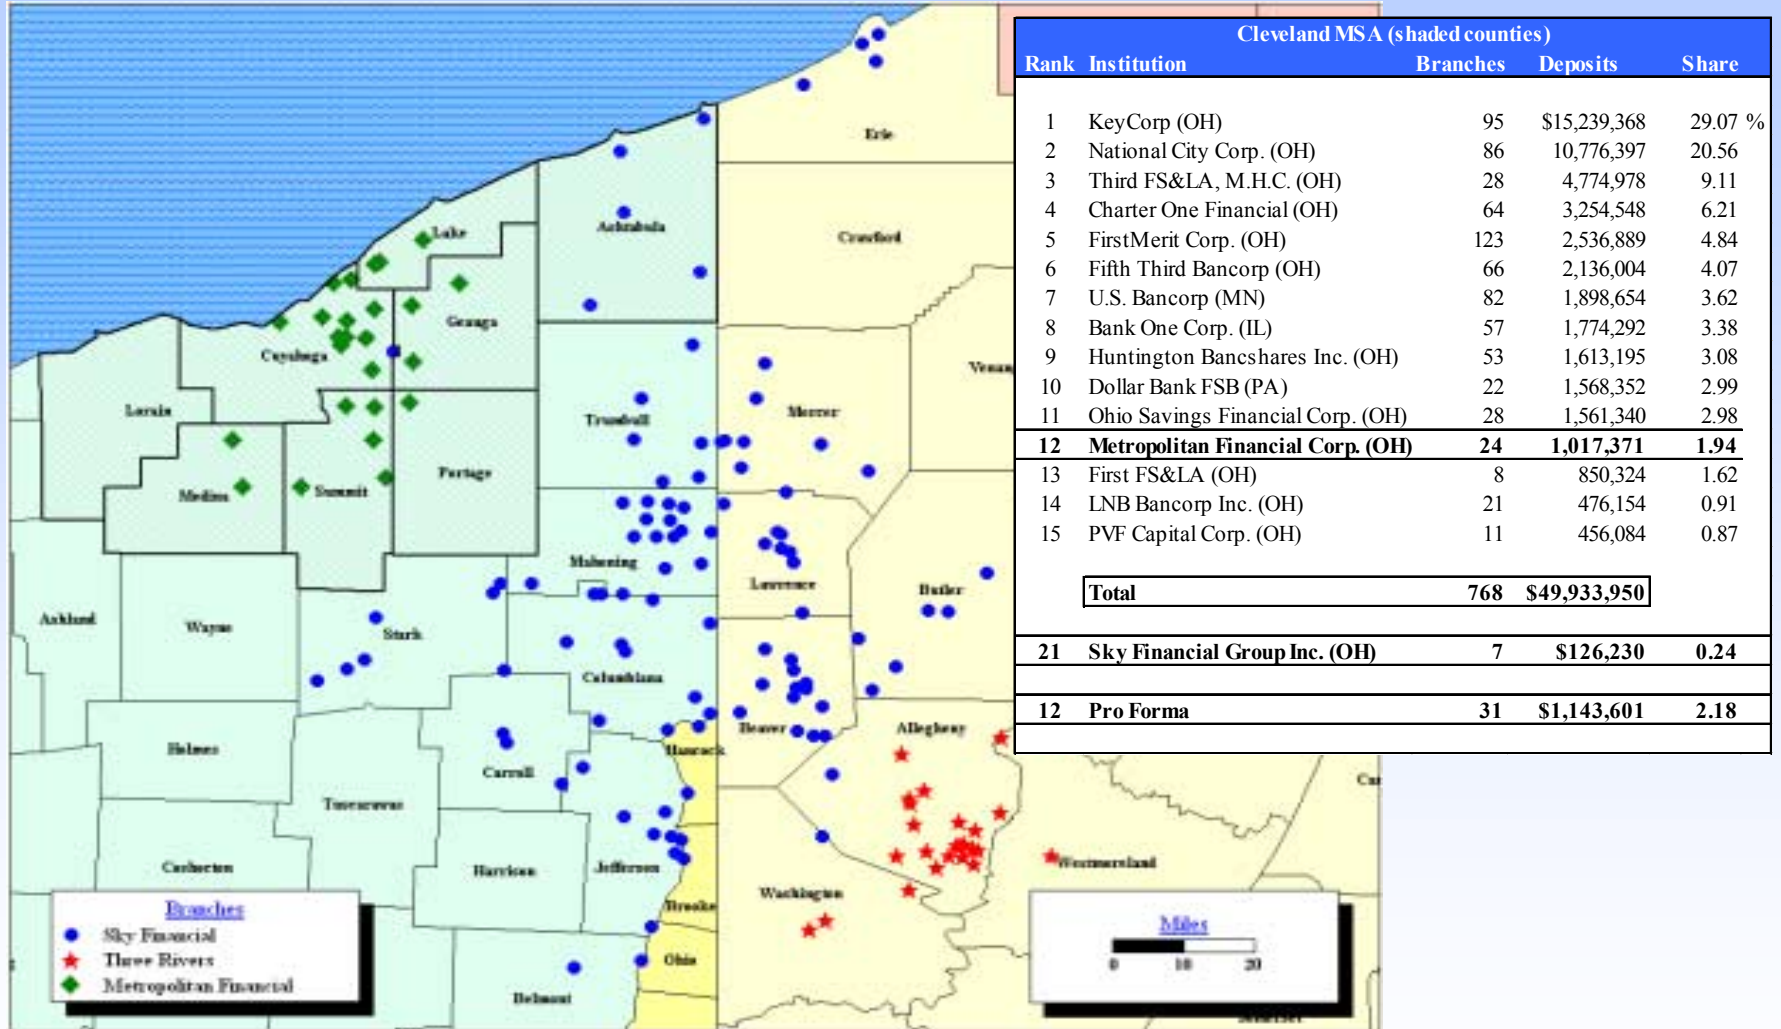 Cleveland MSA (shaded counties)
Rank Institution Branches Deposits Share
1 KeyCorp (OH) 95 $15,239,368 29.07 %
2 National City Corp. (OH) 86 10,776,397 20.56
3 Third FS&LA, M.H.C. (OH) 28 4,774,978 9.11
4 Charter One Financial (OH) 64 3,254,548 6.21
5 FirstMerit Corp. (OH) 123 2,536,889 4.84
6 Fifth Third Bancorp (OH) 66 2,136,004 4.07
7 U.S. Bancorp (MN) 82 1,898,654 3.62
8 Bank One Corp. (IL) 57 1,774,292 3.38
9 Huntington Bancshares Inc. (OH) 53 1,613,195 3.08
10 Dollar Bank FSB (PA) 22 1,568,352 2.99
11 Ohio Savings Financial Corp. (OH) 28 1,561,340 2.98
12 Metropolitan Financial Corp. (OH) 24 1,017,371 1.94
13 First FS&LA (OH) 8 850,324 1.62
14 LNB Bancorp Inc. (OH) 21 476,154 0.91
15 PVF Capital Corp. (OH) 11 456,084 0.87
Total 768 $49,933,950
21 Sky Financial Group Inc. (OH) 7 $126,230 0.24
12 Pro Forma 31 $1,143,601 2.18
Erie
Ashtabula
Crawford
Lake
Geauga
Cuyahoga
Venan
Lorain
Trumbull
Mercer
Portage
Medina
Summit
Mahoning
Lawrence
Butler
Ashland
Wayne
Stark
Columbiana
Beaver
Allegheny
Holmes
Hancock
Carroll
Tuscarawas
Coshocton
Harrison
Jefferson
Westmoreland
Washington
Brooke
Ohio
Belmont
Branches
Sky Financial
Three Rivers
Metropolitan Financial
Miles
0 10 20